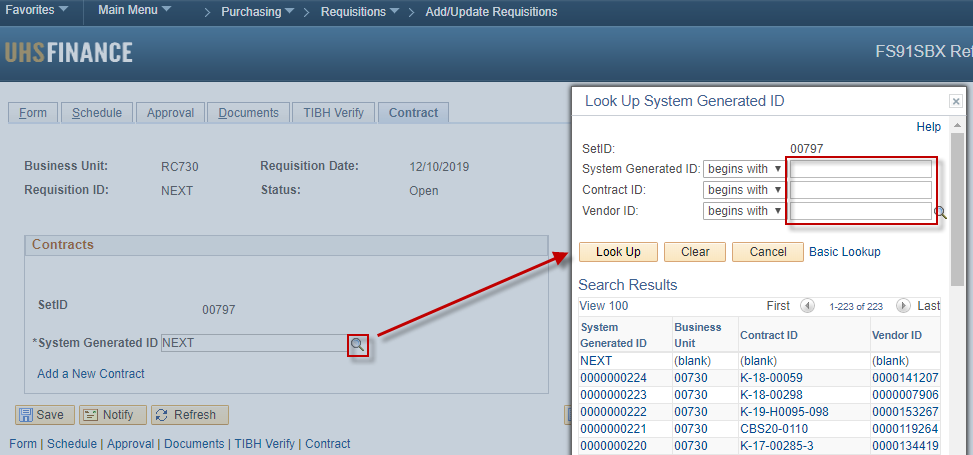 Favorites Main Menu > Purchasing > Requisitions > Add/Update Requisitions
UHSFINANCE
FS91SBX Ref
Form Schedule Approval Documents TIBH Verify Contract
Business Unit: RC730 Requisition Date: 12/10/2019
Requisition ID: NEXT Status: Open
Contracts
SetID 00797
*System Generated ID NEXT
Add a New Contract
Save Notify Refresh
Form | Schedule | Approval | Documents | TIBH Verify | Contract
Look Up System Generated ID
Help
SetID: 00797
System Generated ID: begins with
Contract ID: begins with
Vendor ID: begins with
Look Up Clear Cancel Basic Lookup
Search Results
View 100 First 1-223 of 223 Last
System Generated ID Business Unit Contract ID Vendor ID
NEXT (blank) (blank) (blank)
0000000224 00730 K-18-00059 0000141207
0000000223 00730 K-18-00298 0000007906
0000000222 00730 K-19-H0095-098 0000153267
0000000221 00730 CBS20-0110 0000119264
0000000220 00730 K-17-00285-3 0000134419